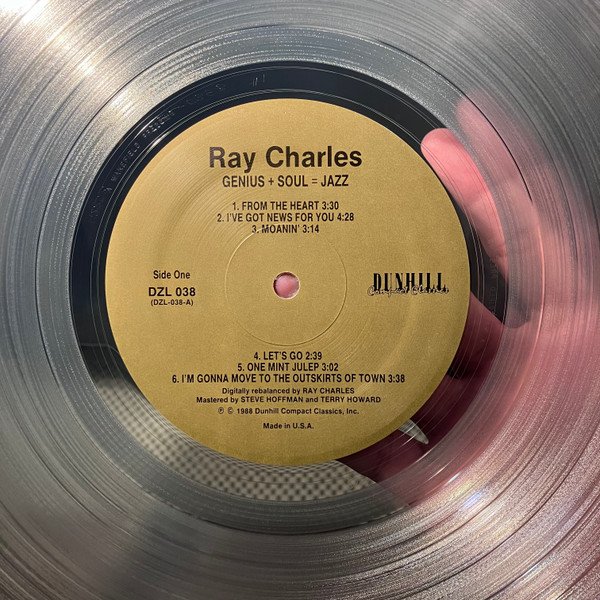 Ray Charles
GENIUS + SOUL = JAZZ
1. FROM THE HEART 3:30
2. I'VE GOT NEWS FOR YOU 4:28
3. MOANIN' 3:14
Side One
DZL 038
(DZL-038-A)
DUNHILL
Compact Classics
4. LET'S GO 2:39
5. ONE MINT JULEP 3:02
6. I'M GONNA MOVE TO THE OUTSKIRTS OF TOWN 3:38
Digitally rebalanced by RAY CHARLES
Mastered by STEVE HOFFMAN and TERRY HOWARD
℗ © 1988 Dunhill Compact Classics, Inc.
Made in U.S.A.